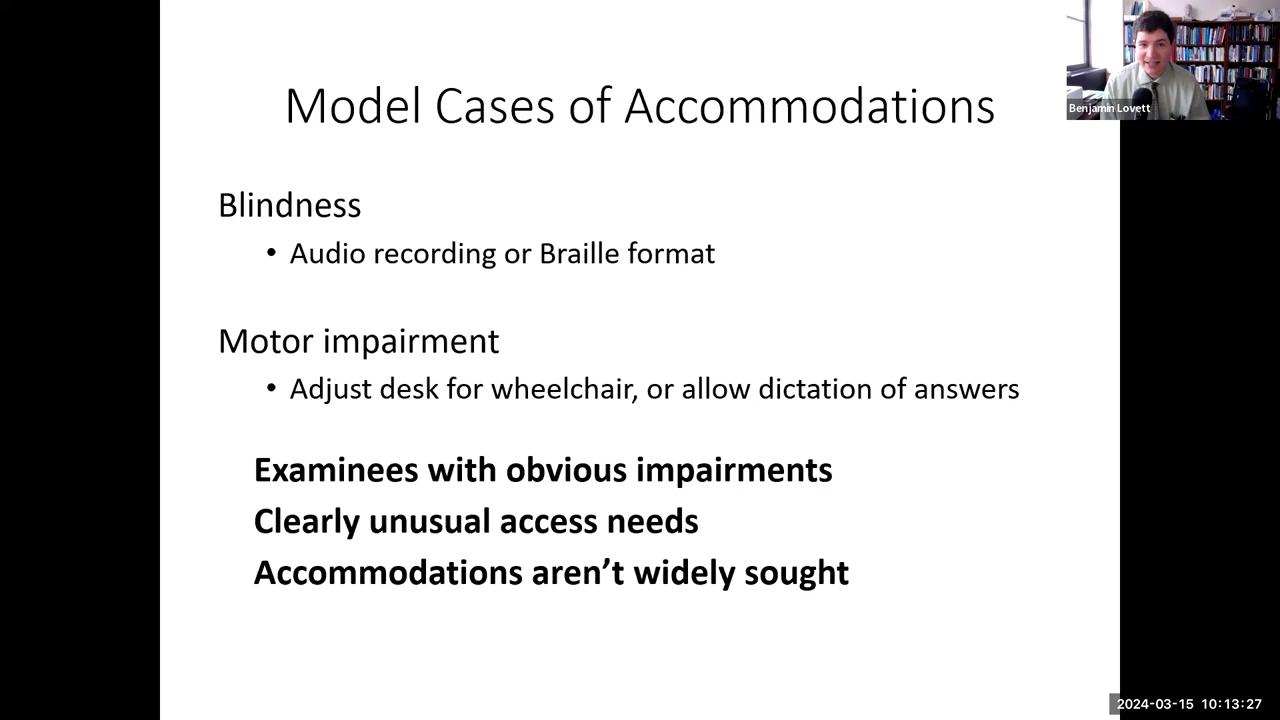 Model Cases of Accommodations
Benjamin Lovett
Blindness
• Audio recording or Braille format
Motor impairment
• Adjust desk for wheelchair, or allow dictation of answers
Examinees with obvious impairments
Clearly unusual access needs
Accommodations aren’t widely sought
2024-03-15 10:13:27